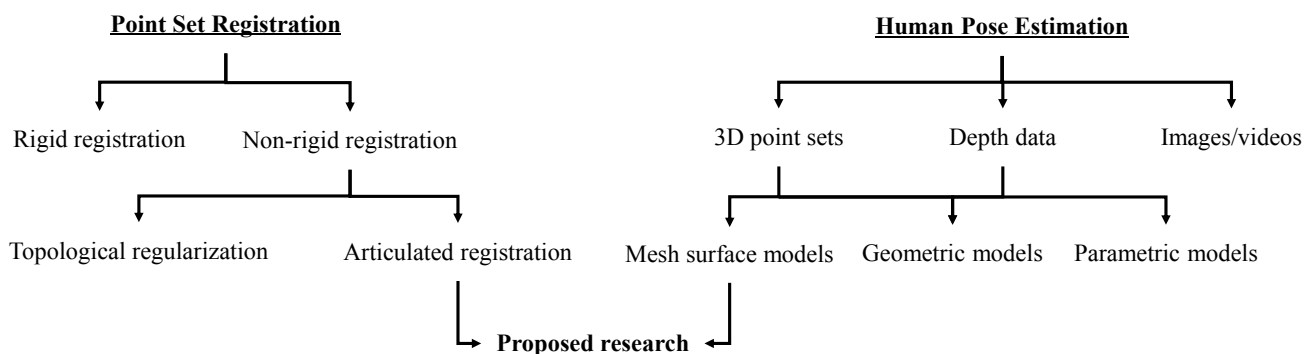 Point Set Registration
Human Pose Estimation
Rigid registration
Non-rigid registration
3D point sets
Depth data
Images/videos
Topological regularization
Articulated registration
Mesh surface models
Geometric models
Parametric models
Proposed research